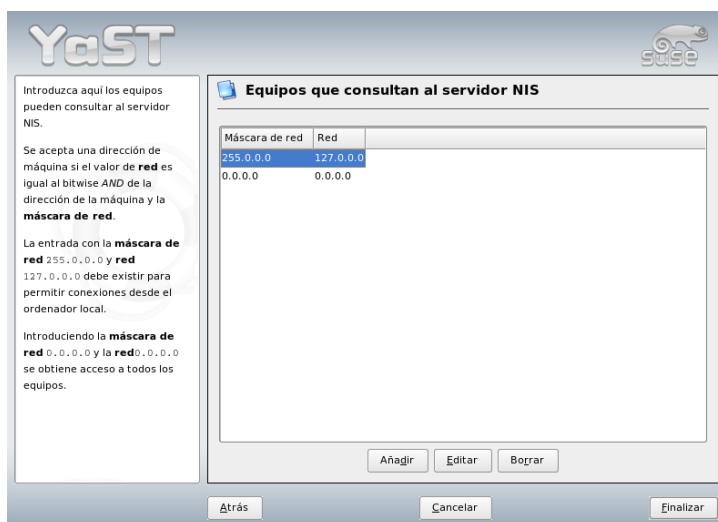 YaST
suse
Introduzca aquí los equipos
pueden consultar al servidor
NIS.
Se acepta una dirección de
máquina si el valor de red es
igual al bitwise AND de la
dirección de la máquina y la
máscara de red.
La entrada con la máscara de
red 255.0.0.0 y red
127.0.0.0 debe existir para
permitir conexiones desde el
ordenador local.
Introduciendo la máscara de
red 0.0.0.0 y la red0.0.0.0
se obtiene acceso a todos los
equipos.
Equipos que consultan al servidor NIS
Máscara de red Red
255.0.0.0 127.0.0.0
0.0.0.0 0.0.0.0
Añadir Editar Borrar
Atrás Cancelar Finalizar